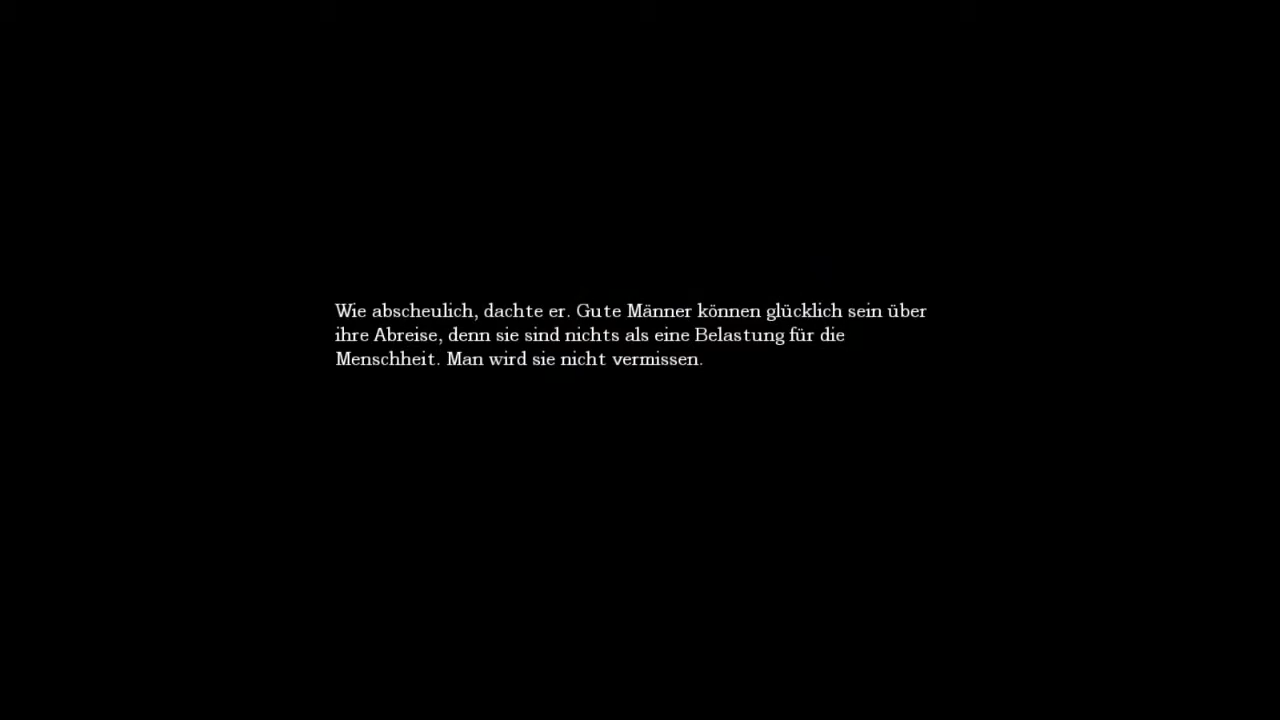 Wie abscheulich, dachte er. Gute Männer können glücklich sein über
ihre Abreise, denn sie sind nichts als eine Belastung für die
Menschheit. Man wird sie nicht vermissen.